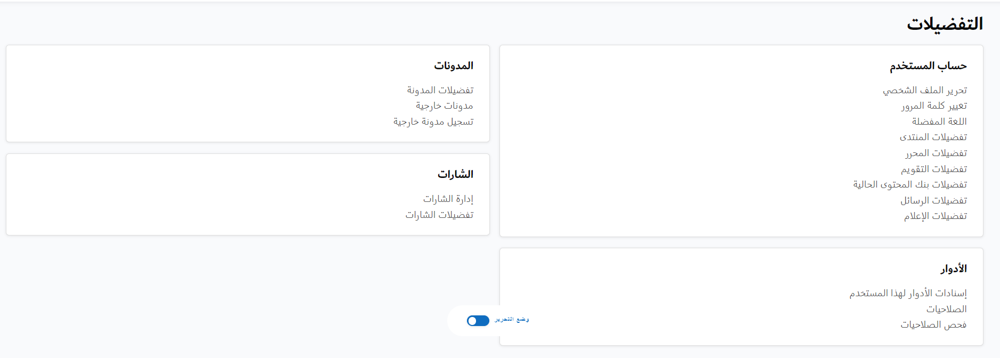 التفضيلات
حساب المستخدم
تحرير الملف الشخصي
تغيير كلمة المرور
اللغة المفضلة
تفضيلات المنتدى
تفضيلات المحرر
تفضيلات التقويم
تفضيلات بنك المحتوى الحالية
تفضيلات الرسائل
تفضيلات الإعلام
الأدوار
إسنادات الأدوار لهذا المستخدم
الصلاحيات
فحص الصلاحيات
المدونات
تفضيلات المدونة
مدونات خارجية
تسجيل مدونة خارجية
الشارات
إدارة الشارات
تفضيلات الشارات
وضع التحرير